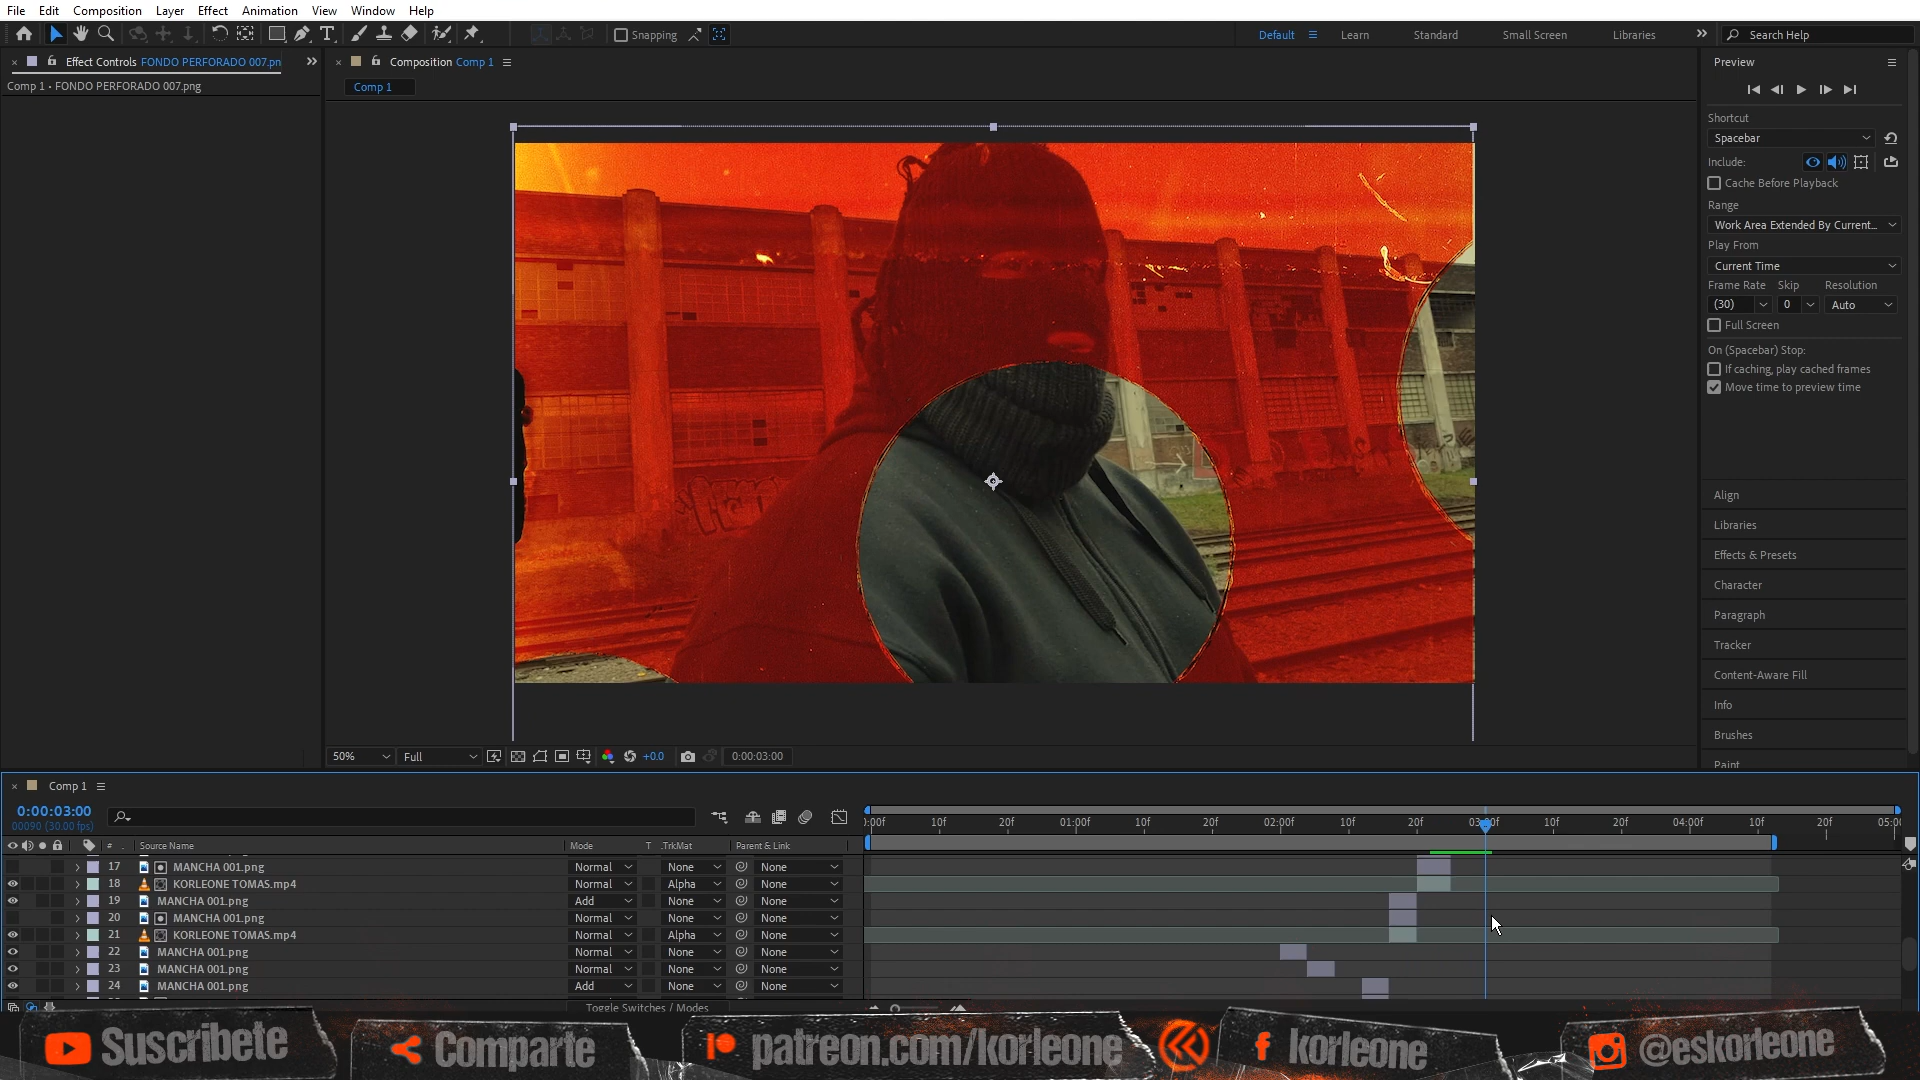 File Edit Composition Layer Effect Animation View Window Help
Snapping
Default Learn Standard Small Screen Libraries Search Help
Effect Controls FONDO PERFORADO 007.pn
Comp 1 • FONDO PERFORADO 007.png
Composition Comp 1
Comp 1
Preview
Shortcut
Spacebar
Include:
Cache Before Playback
Range
Work Area Extended By Current...
Play From
Current Time
Frame Rate Skip Resolution
(30) 0 Auto
Full Screen
On (Spacebar) Stop:
If caching, play cached frames
Move time to preview time
Align
Libraries
Effects & Presets
Character
Paragraph
Tracker
Content-Aware Fill
Info
Brushes
Paint
50% Full +0.0 0:00:03:00
Comp 1
0:00:03:00
00090 (30.00 fps)
):00f 10f 20f 01:00f 10f 20f 02:00f 10f 20f 03:00f 10f 20f 04:00f 10f 20f 05:00
# . Source Name Mode T .TrkMat Parent & Link
17 MANCHA 001.png Normal None None
18 KORLEONE TOMAS.mp4 Normal Alpha None
19 MANCHA 001.png Add None None
20 MANCHA 001.png Normal None None
21 KORLEONE TOMAS.mp4 Normal Alpha None
22 MANCHA 001.png Normal None None
23 MANCHA 001.png Normal None None
24 MANCHA 001.png Add None None
Toggle Switches / Modes
Suscribete Comparte patreon.com/korleone korleone @eskorleone